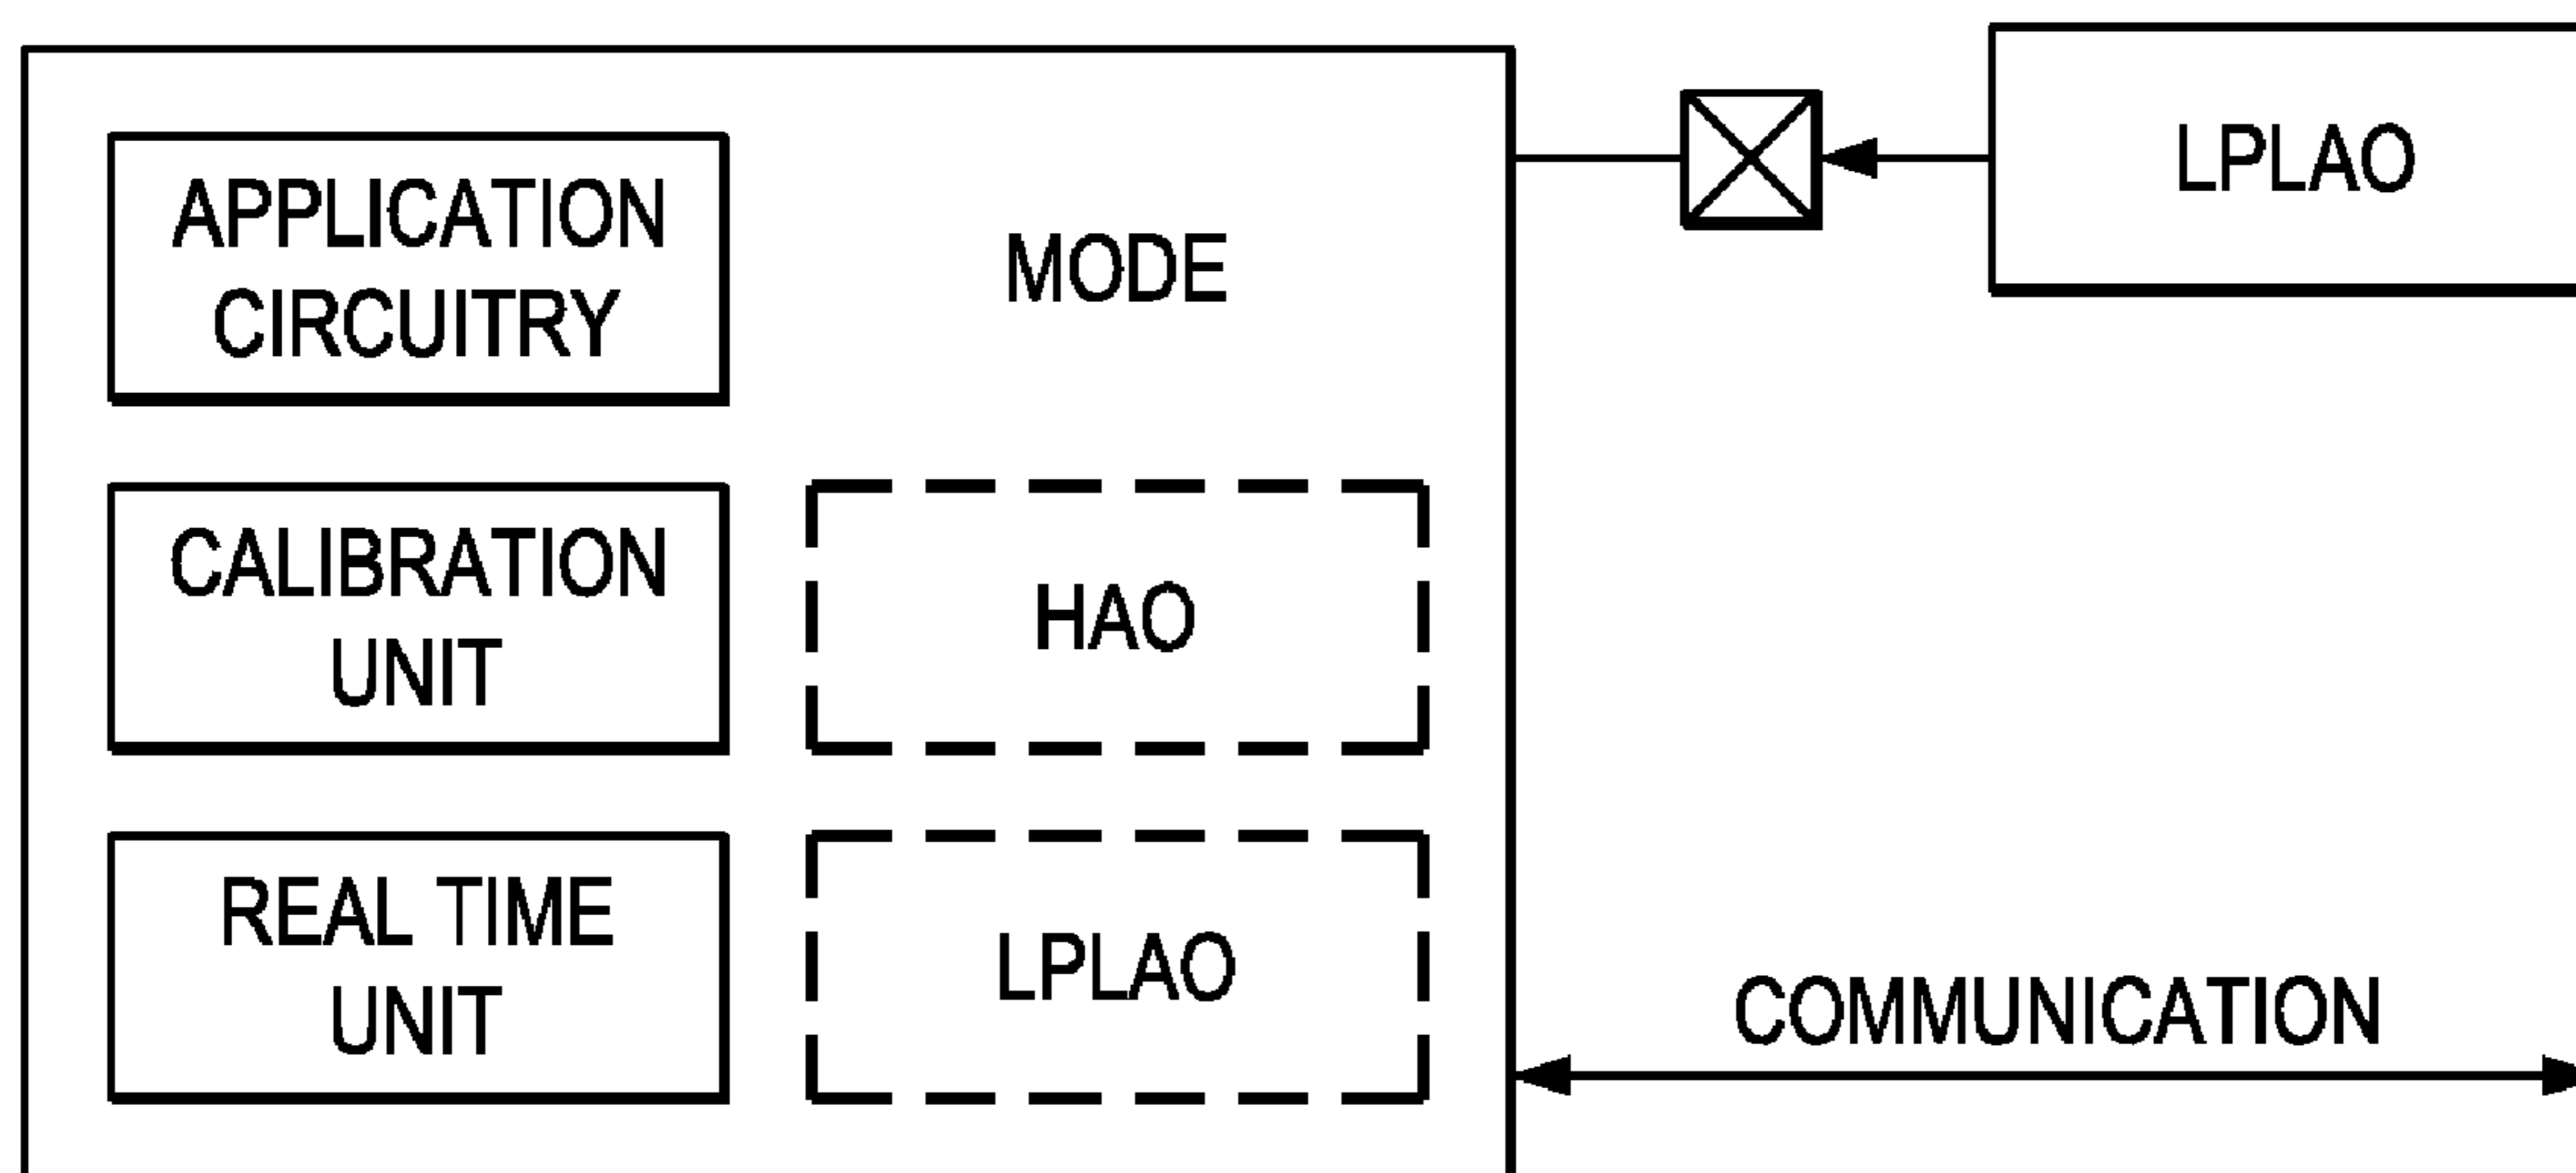 APPLICATION
CIRCUITRY
MODE
LPLAO
CALIBRATION
UNIT
HAO
REAL TIME
UNIT
LPLAO
COMMUNICATION